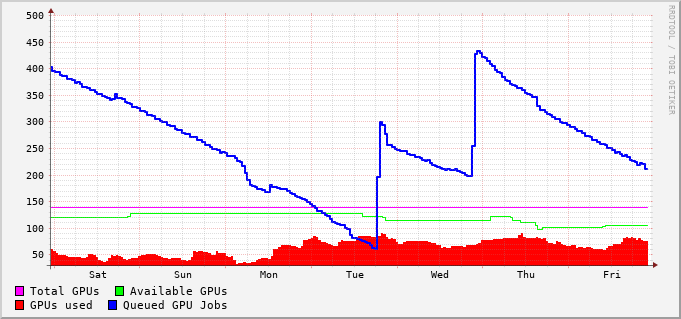 500
450
400
350
300
250
200
150
100
50
Sat Sun Mon Tue Wed Thu Fri
RRDTOOL / TOBI OETIKER
Total GPUs Available GPUs
GPUs used Queued GPU Jobs